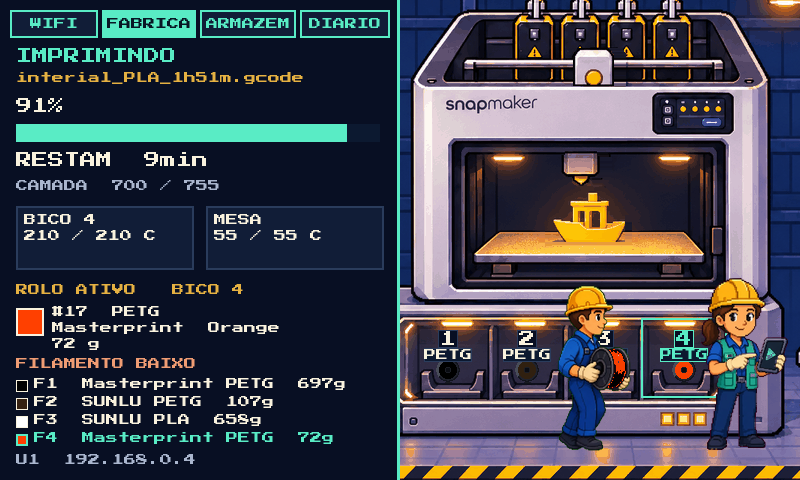 WIFI FABRICA ARMAZEM DIARIO
IMPRIMINDO
interial_PLA_1h51m.gcode
91%
RESTAM 9min
CAMADA 700 / 755
BICO 4
210 / 210 C
MESA
55 / 55 C
ROLO ATIVO BICO 4
#17 PETG
Masterprint Orange
72 g
FILAMENTO BAIXO
F1 Masterprint PETG 697g
F2 SUNLU PETG 107g
F3 SUNLU PLA 658g
F4 Masterprint PETG 72g
U1 192.168.0.4
snapmaker
1 2 3 4
PETG PETG PETG